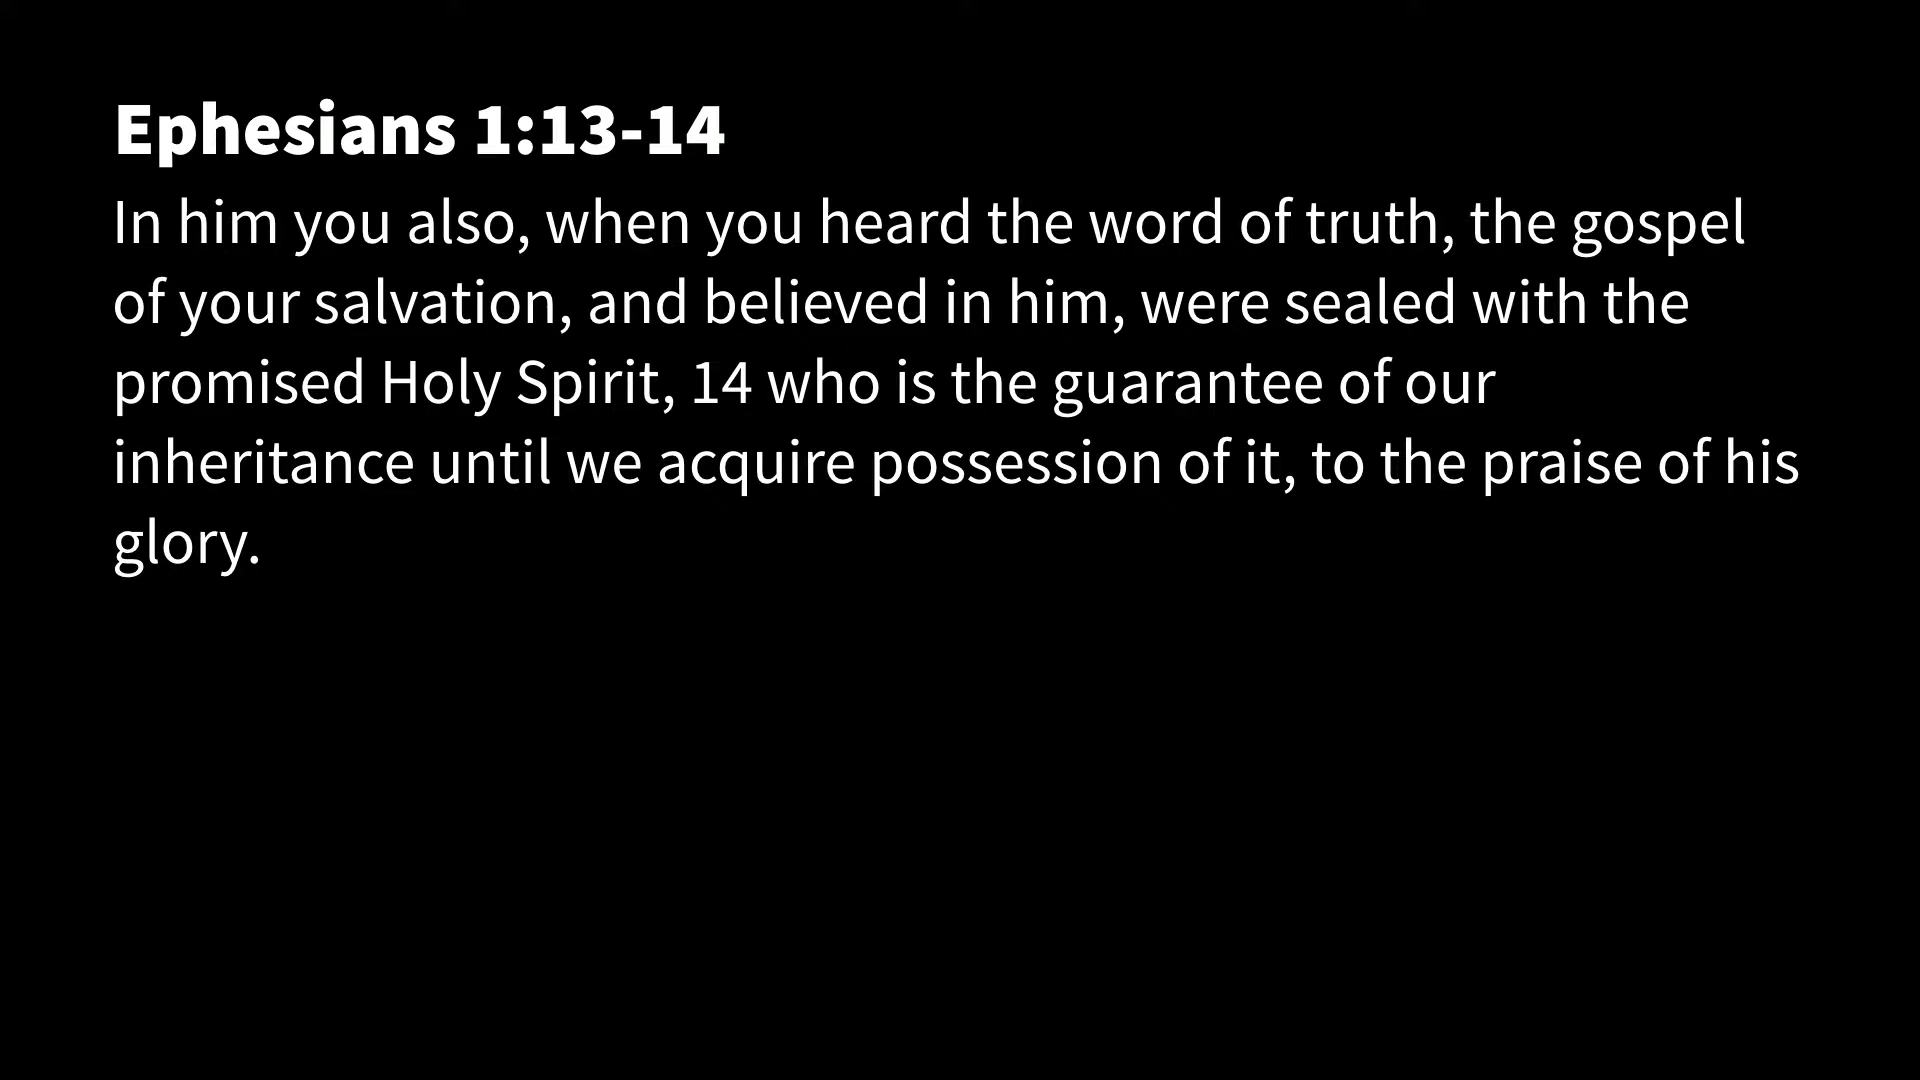 Ephesians 1:13-14
In him you also, when you heard the word of truth, the gospel
of your salvation, and believed in him, were sealed with the
promised Holy Spirit, 14 who is the guarantee of our
inheritance until we acquire possession of it, to the praise of his
glory.